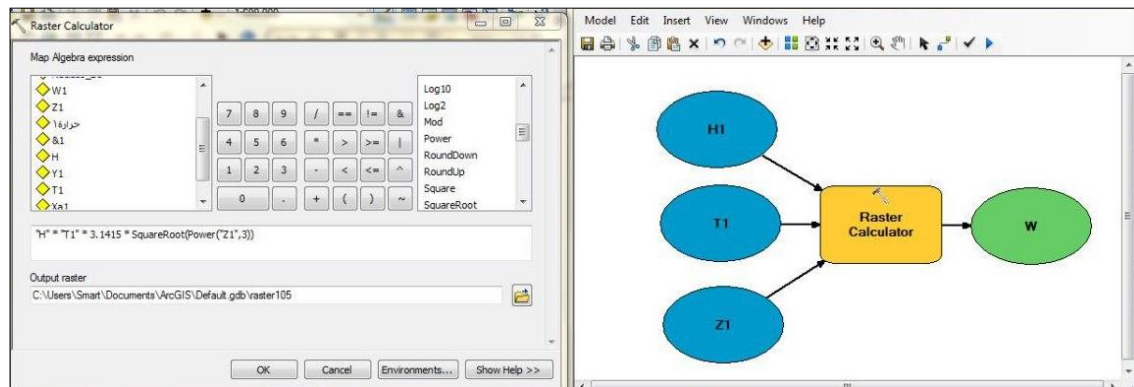 Raster Calculator
Map Algebra expression
W1
Z1
حرارة١
&1
H
Y1
T1
Xa1
7 8 9 / == != &
4 5 6 * > >= |
1 2 3 - < <= ^
0 . + ( ) ~
Log10
Log2
Mod
Power
RoundDown
RoundUp
Square
SquareRoot
"H" * "T1" * 3.1415 * SquareRoot(Power("Z1",3))
Output raster
C:\Users\Smart\Documents\ArcGIS\Default.gdb\raster105
OK Cancel Environments... Show Help >>
Model Edit Insert View Windows Help
H1
T1
Z1
Raster
Calculator
W